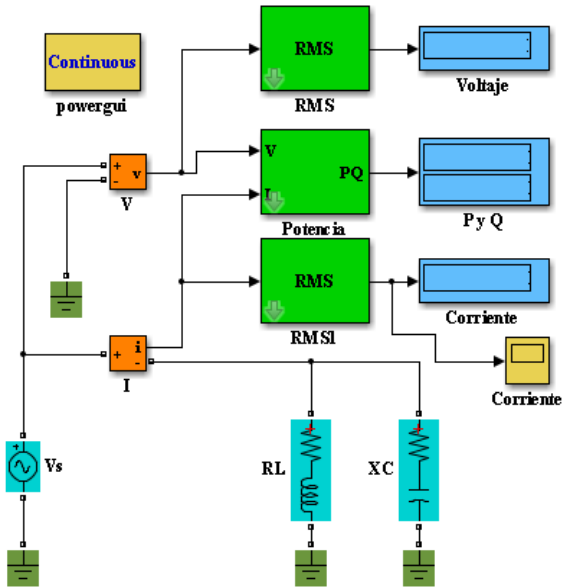 Continuous
powergui
RMS
RMS
Voltaje
+
-
v
V
V
I
PQ
Potencia
P y Q
RMS
RMS1
Corriente
Corriente
+
i
-
I
+
Vs
RL
XC